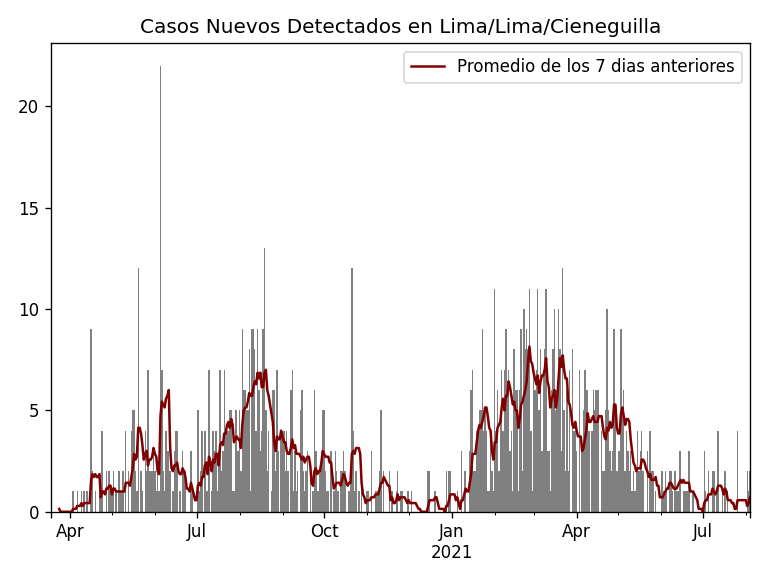 Casos Nuevos Detectados en Lima/Lima/Cieneguilla
Promedio de los 7 dias anteriores
20
15
10
5
0
Apr Jul Oct Jan Apr Jul
2021